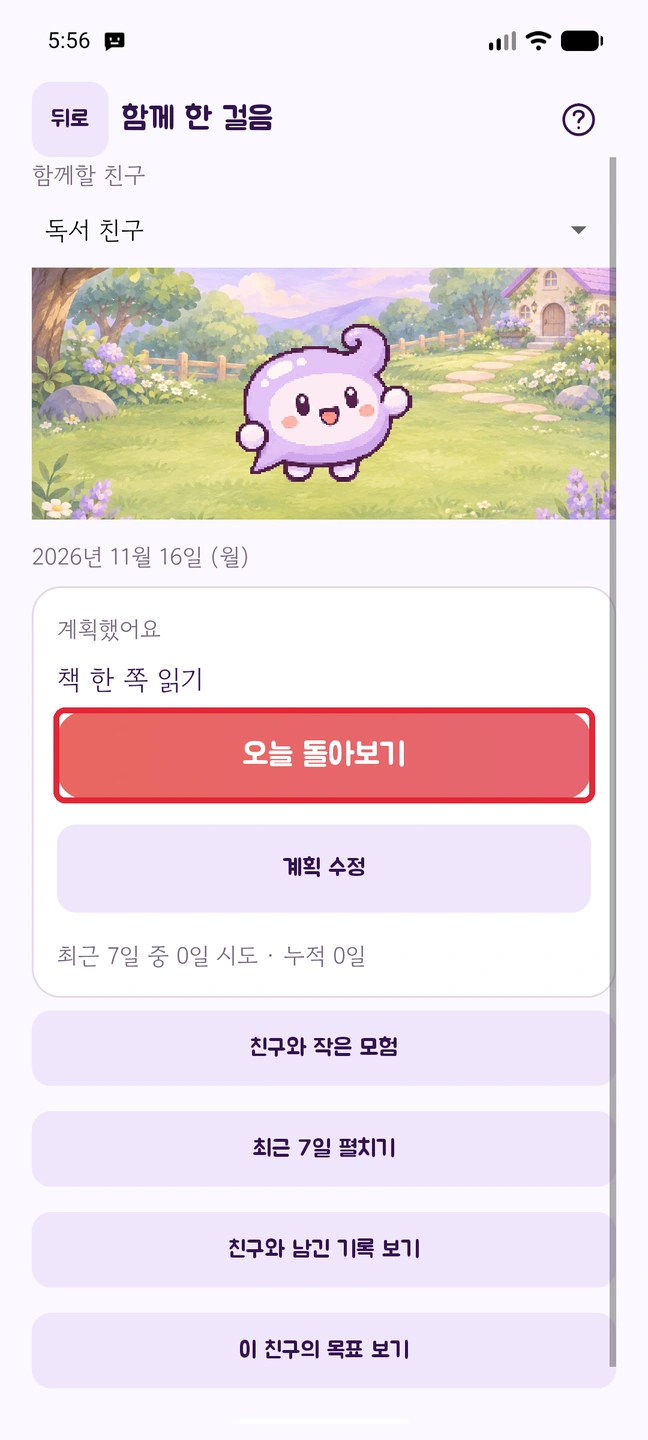 5:56
뒤로
함께 한 걸음
함께할 친구
독서 친구
2026년 11월 16일 (월)
계획했어요
책 한 쪽 읽기
오늘 돌아보기
계획 수정
최근 7일 중 0일 시도 · 누적 0일
친구와 작은 모험
최근 7일 펼치기
친구와 남긴 기록 보기
이 친구의 목표 보기